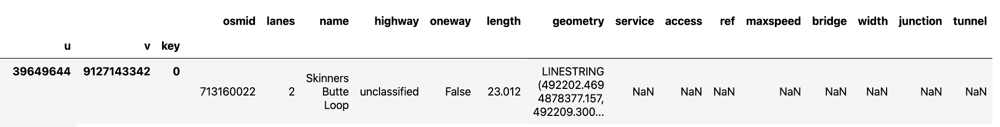 osmid lanes name highway oneway length geometry service access ref maxspeed bridge width junction tunnel
u v key
39649644 9127143342 0
713160022 2 Skinners Butte Loop unclassified False 23.012 LINESTRING (492202.469 4878377.157, 492209.300... NaN NaN NaN NaN NaN NaN NaN NaN